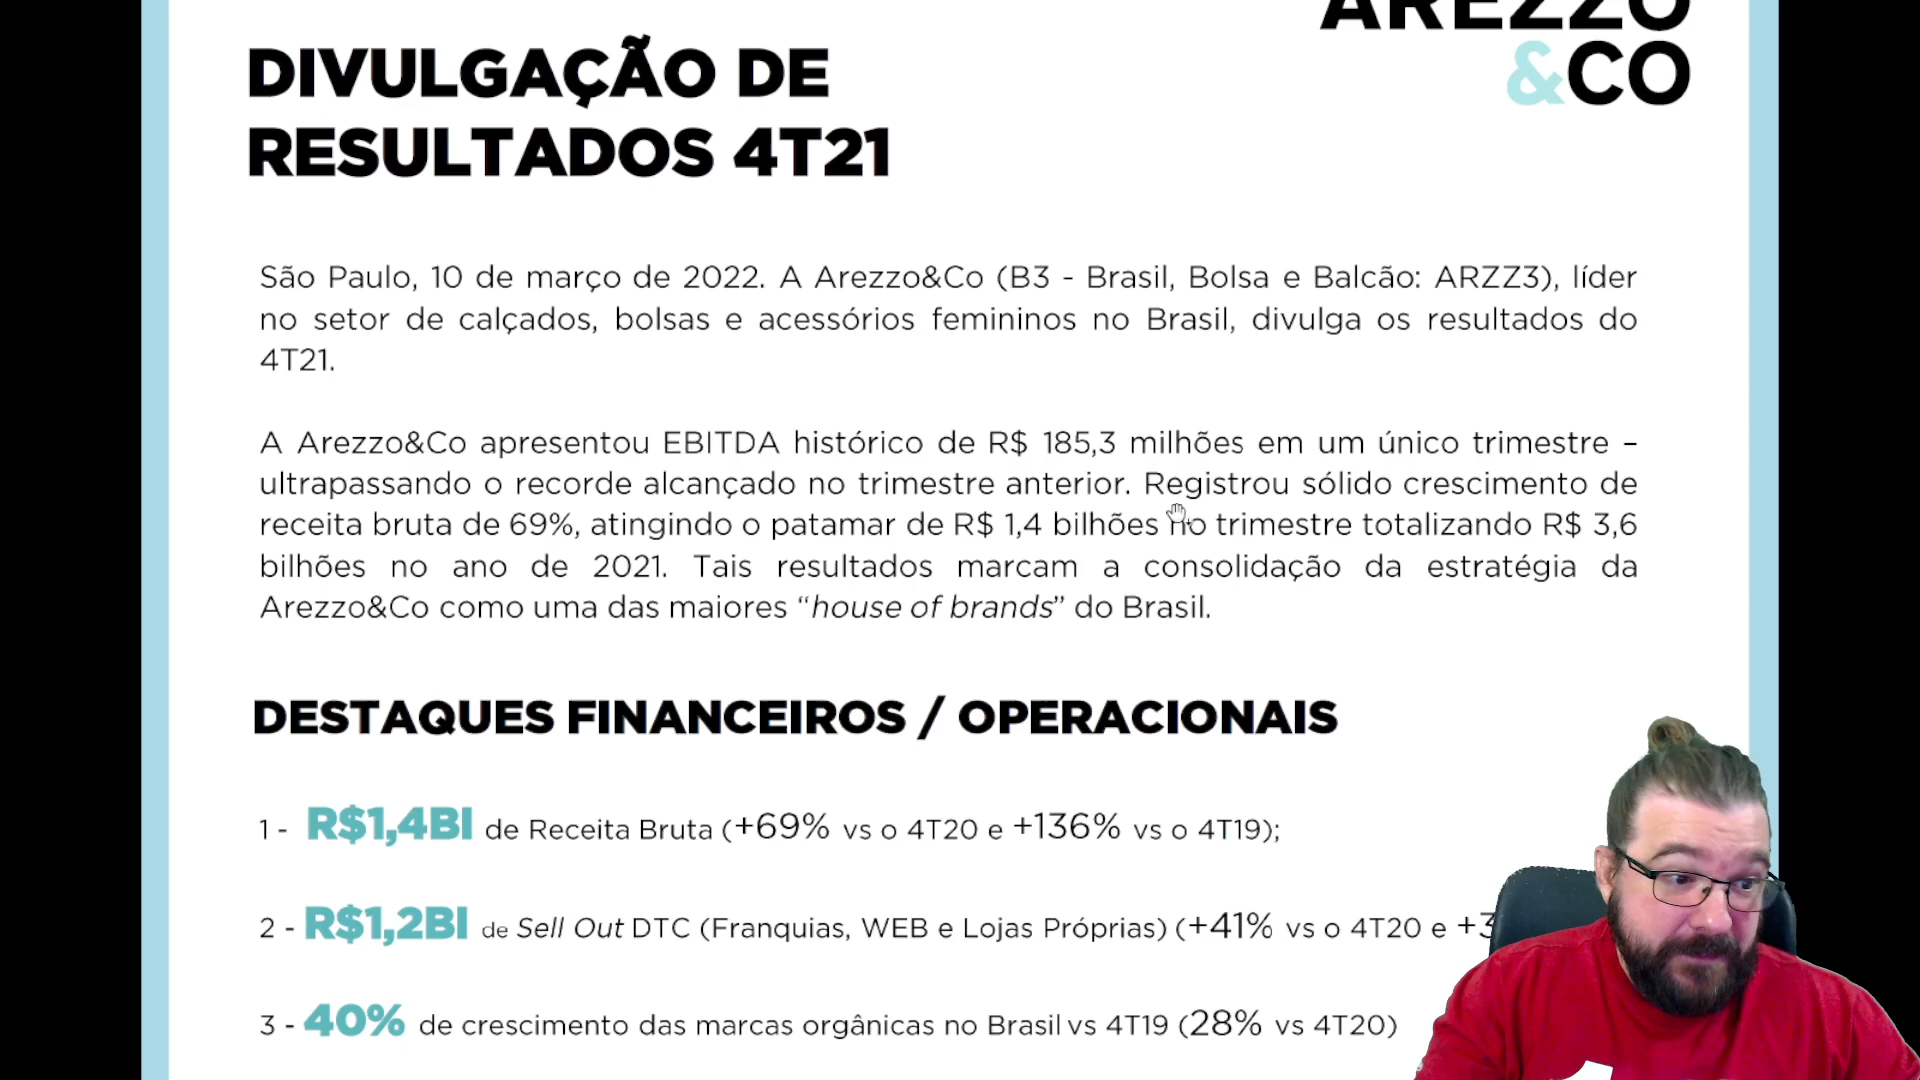 AREZZO
&CO
DIVULGAÇÃO DE
RESULTADOS 4T21
São Paulo, 10 de março de 2022. A Arezzo&Co (B3 - Brasil, Bolsa e Balcão: ARZZ3), líder
no setor de calçados, bolsas e acessórios femininos no Brasil, divulga os resultados do
4T21.
A Arezzo&Co apresentou EBITDA histórico de R$ 185,3 milhões em um único trimestre –
ultrapassando o recorde alcançado no trimestre anterior. Registrou sólido crescimento de
receita bruta de 69%, atingindo o patamar de R$ 1,4 bilhões no trimestre totalizando R$ 3,6
bilhões no ano de 2021. Tais resultados marcam a consolidação da estratégia da
Arezzo&Co como uma das maiores “house of brands” do Brasil.
DESTAQUES FINANCEIROS / OPERACIONAIS
1 - R$1,4BI de Receita Bruta (+69% vs o 4T20 e +136% vs o 4T19);
2 - R$1,2BI de Sell Out DTC (Franquias, WEB e Lojas Próprias) (+41% vs o 4T20 e
3 - 40% de crescimento das marcas orgânicas no Brasil vs 4T19 (28% vs 4T20)